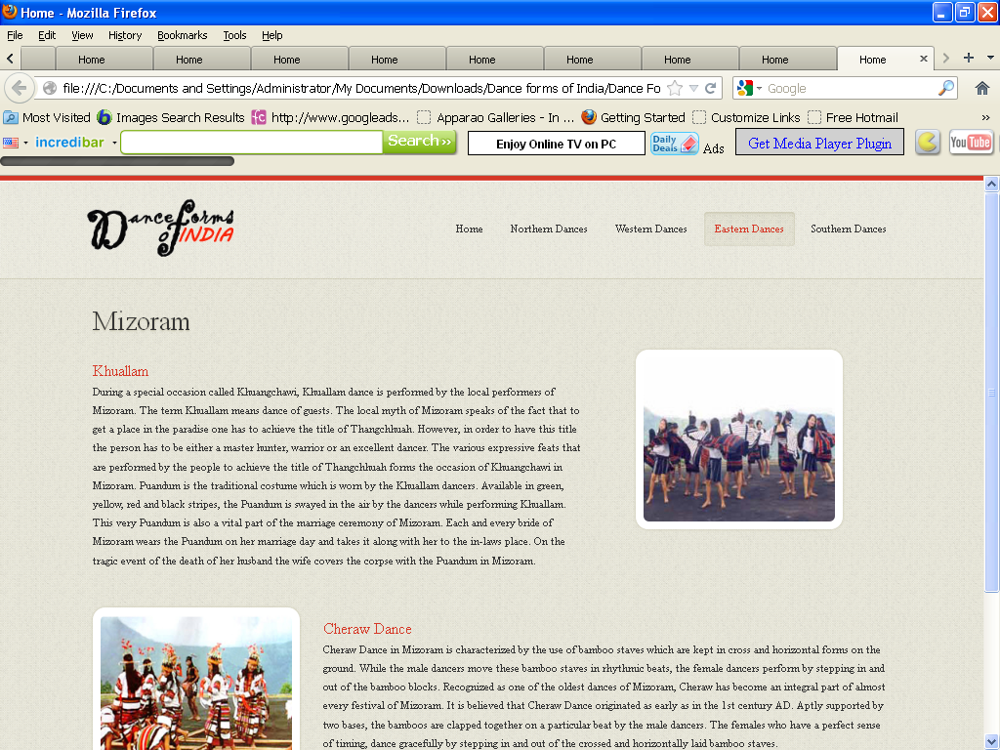 Home - Mozilla Firefox
File Edit View History Bookmarks Tools Help
Home Home Home Home Home Home Home Home Home
file:///C:/Documents and Settings/Administrator/My Documents/Downloads/Dance forms of India/Dance Fo Google
Most Visited Images Search Results http://www.googleads... Apparao Galleries - In ... Getting Started Customize Links Free Hotmail »
incredibar Search ›› Enjoy Online TV on PC Daily Deals Ads Get Media Player Plugin YouTube
Dance forms of INDIA
Home Northern Dances Western Dances Eastern Dances Southern Dances
Mizoram
Khuallam
During a special occasion called Khuangchawi, Khuallam dance is performed by the local performers of
Mizoram. The term Khuallam means dance of guests. The local myth of Mizoram speaks of the fact that to
get a place in the paradise one has to achieve the title of Thangchhuah. However, in order to have this title
the person has to be either a master hunter, warrior or an excellent dancer. The various expressive feats that
are performed by the people to achieve the title of Thangchhuah forms the occasion of Khuangchawi in
Mizoram. Puandum is the traditional costume which is worn by the Khuallam dancers. Available in green,
yellow, red and black stripes, the Puandum is swayed in the air by the dancers while performing Khuallam.
This very Puandum is also a vital part of the marriage ceremony of Mizoram. Each and every bride of
Mizoram wears the Puandum on her marriage day and takes it along with her to the in-laws place. On the
tragic event of the death of her husband the wife covers the corpse with the Puandum in Mizoram.
Cheraw Dance
Cheraw Dance in Mizoram is characterized by the use of bamboo staves which are kept in cross and horizontal forms on the
ground. While the male dancers move these bamboo staves in rhythmic beats, the female dancers perform by stepping in and
out of the bamboo blocks. Recognized as one of the oldest dances of Mizoram, Cheraw has become an integral part of almost
every festival of Mizoram. It is believed that Cheraw Dance originated as early as in the 1st century AD. Aptly supported by
two bases, the bamboos are clapped together on a particular beat by the male dancers. The females who have a perfect sense
of timing, dance gracefully by stepping in and out of the crossed and horizontally laid bamboo staves.